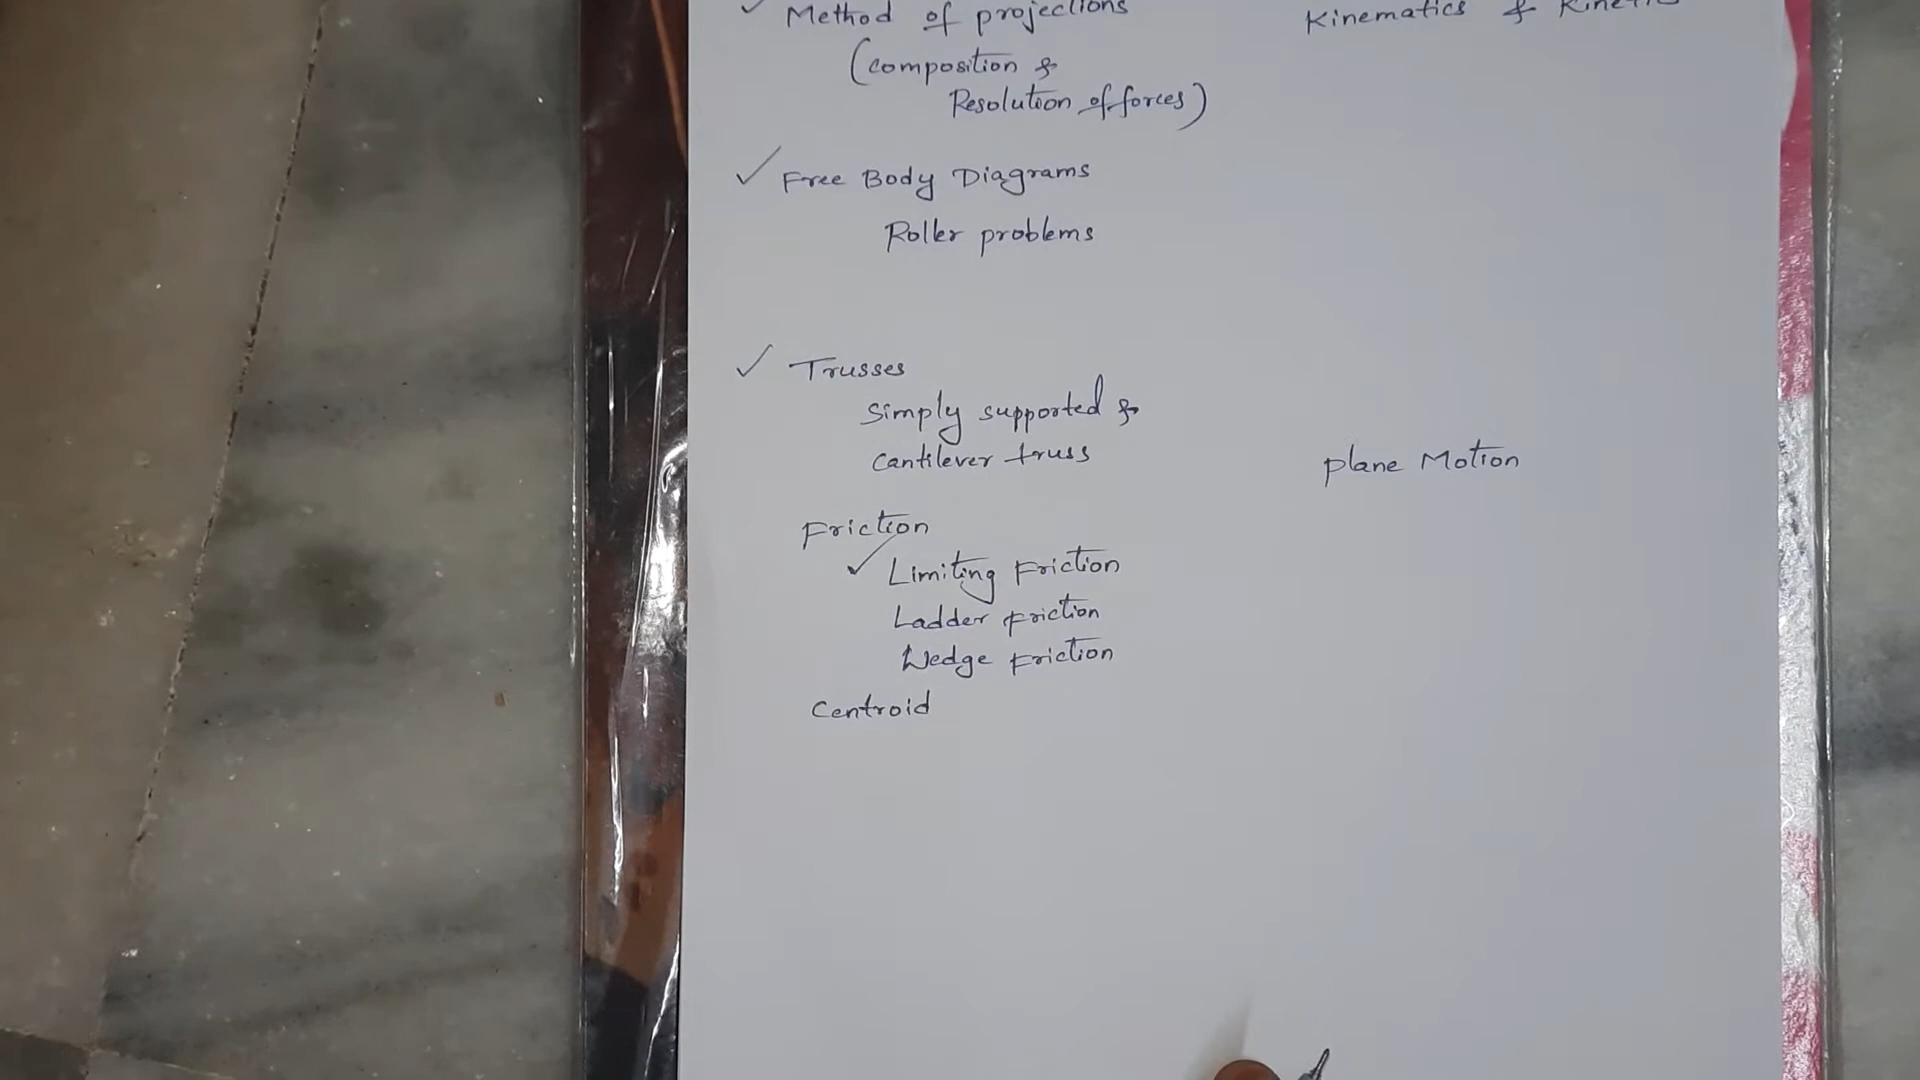 ✓ Method of projections
(composition &
Resolution of forces)
✓ Free Body Diagrams
Roller problems
✓ Trusses
Simply supported &
cantilever truss
Friction
✓ Limiting Friction
Ladder friction
Wedge friction
Centroid
Kinematics &
plane Motion